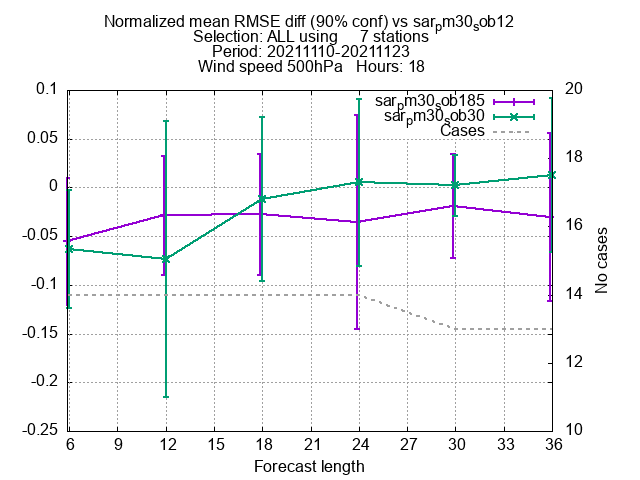 Normalized mean RMSE diff (90% conf) vs sarpm30sob12
Selection: ALL using 7 stations
Period: 20211110-20211123
Wind speed 500hPa Hours: 18
sarpm30sob185
sarpm30sob30
Cases
0.1
0.05
0
-0.05
-0.1
-0.15
-0.2
-0.25
20
18
16
14
12
10
No cases
6 9 12 15 18 21 24 27 30 33 36
Forecast length